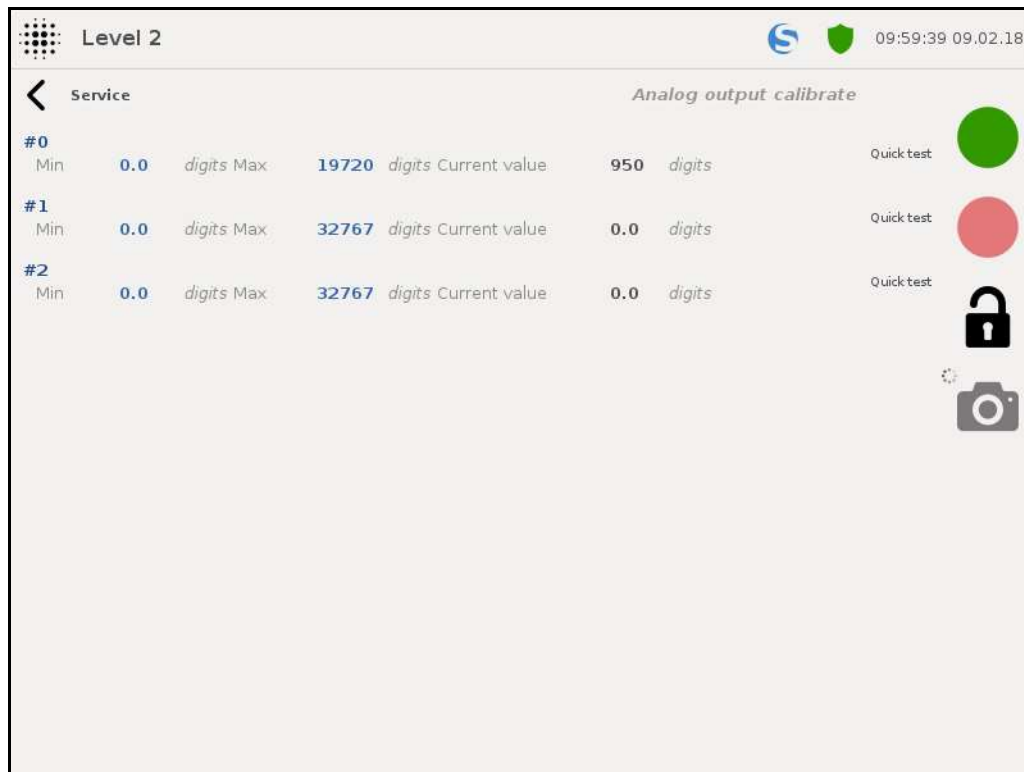 Level 2 09:59:39 09.02.18
Service Analog output calibrate
#0
Min 0.0 digits Max 19720 digits Current value 950 digits Quick test
#1
Min 0.0 digits Max 32767 digits Current value 0.0 digits Quick test
#2
Min 0.0 digits Max 32767 digits Current value 0.0 digits Quick test